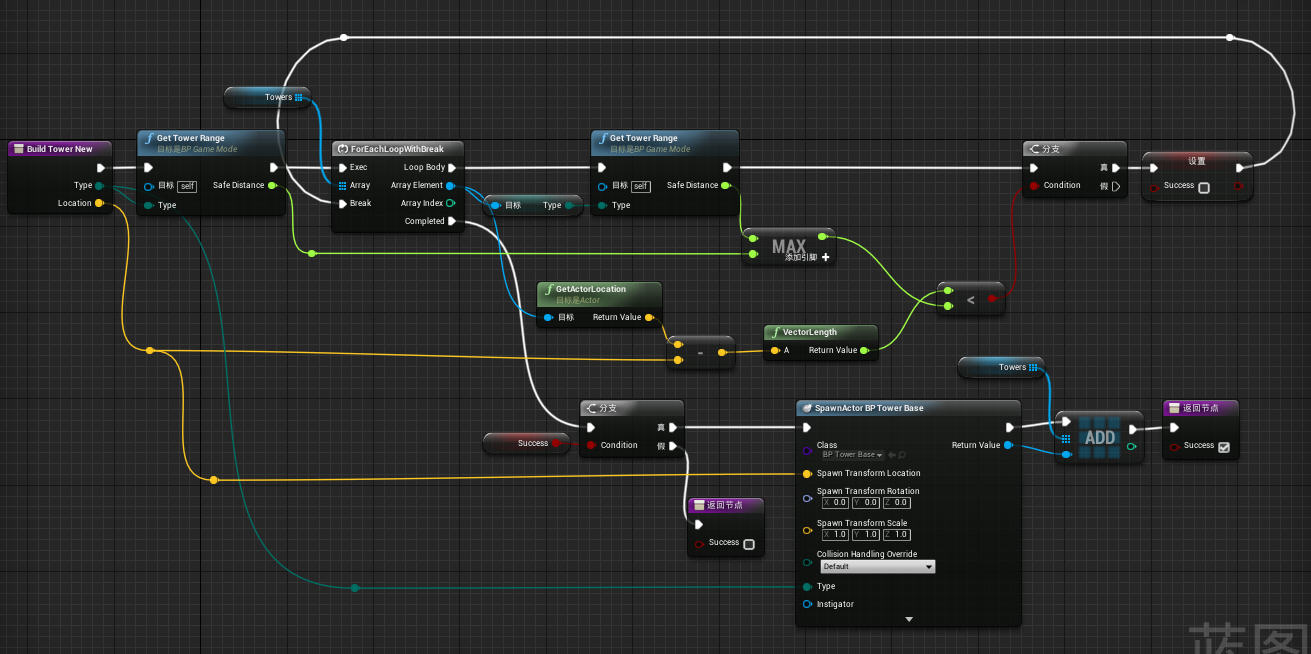 Towers
Build Tower New
Type
Location
Get Tower Range
目标是BP Game Mode
目标 self
Safe Distance
Type
ForEachLoopWithBreak
Exec
Loop Body
Array
Array Element
Break
Array Index
Completed
目标 Type
Get Tower Range
目标是BP Game Mode
目标 self
Safe Distance
Type
分支
真
Condition
假
设置
Success
MAX
添加引脚 +
<
GetActorLocation
目标是Actor
目标
Return Value
-
VectorLength
A
Return Value
Towers
Success
分支
真
Condition
假
返回节点
Success
SpawnActor BP Tower Base
Class
BP Tower Base
Return Value
Spawn Transform Location
Spawn Transform Rotation
X 0.0 Y 0.0 Z 0.0
Spawn Transform Scale
X 1.0 Y 1.0 Z 1.0
Collision Handling Override
Default
Type
Instigator
ADD
返回节点
Success
蓝图